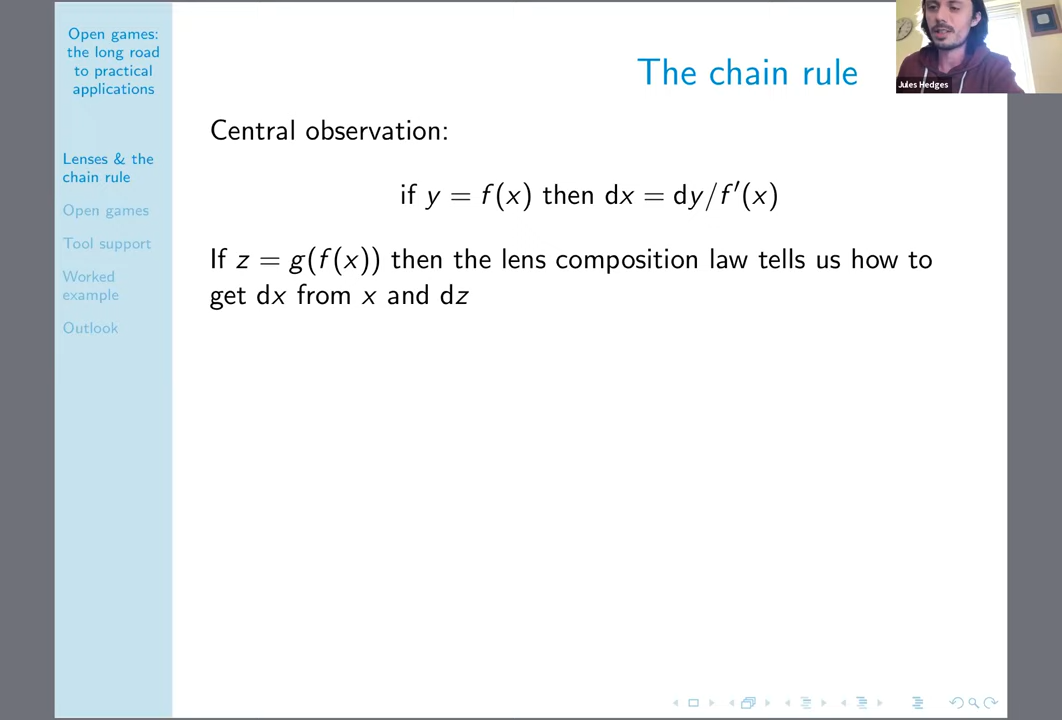 Open games:
the long road
to practical
applications
Lenses & the
chain rule
Open games
Tool support
Worked
example
Outlook
The chain rule
Central observation:
if y = f(x) then dx = dy/f′(x)
If z = g(f(x)) then the lens composition law tells us how to
get dx from x and dz
Jules Hedges